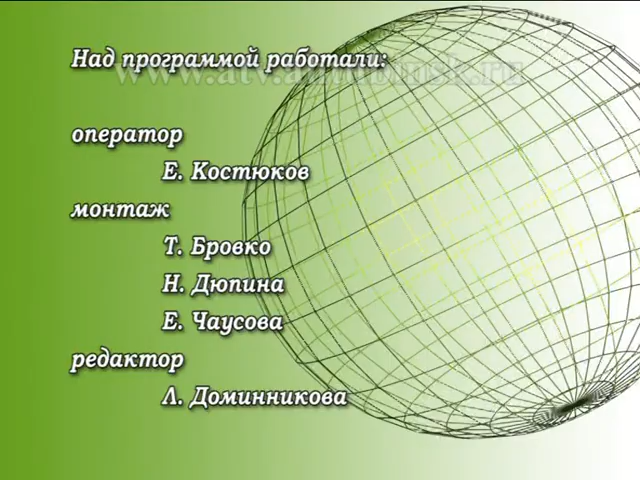 Над программой работали:
оператор
Е. Костюков
монтаж
Т. Бровко
Н. Дюпина
Е. Чаусова
редактор
Л. Доминникова